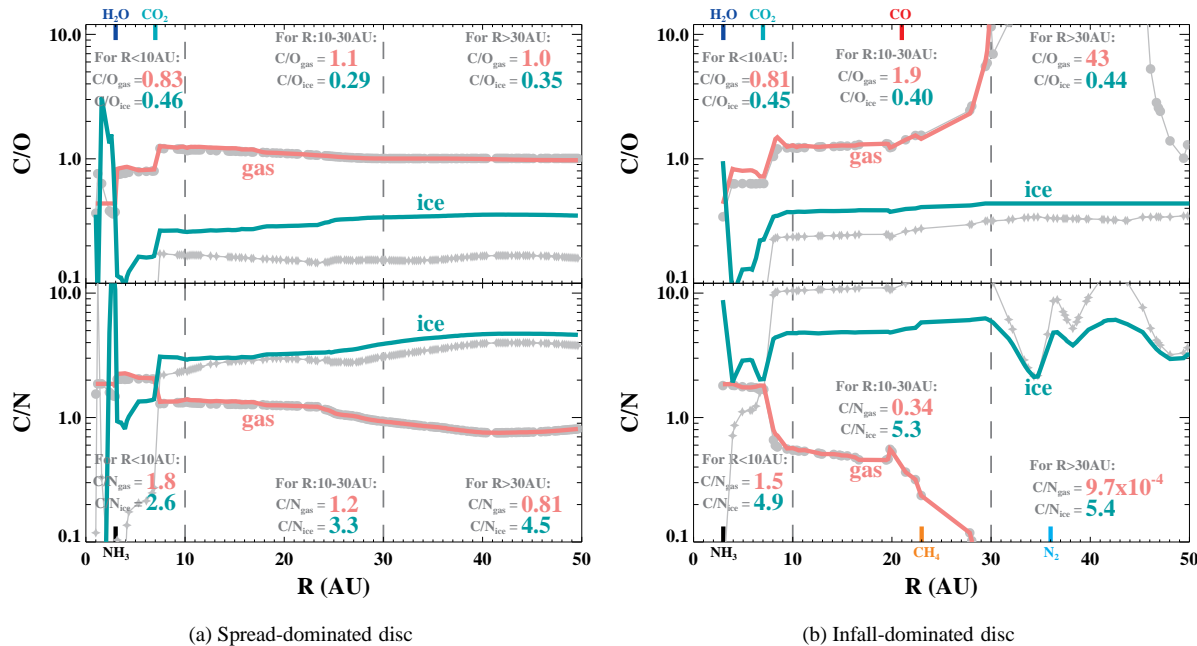 H₂O CO₂
10.0
1.0
0.1
C/O
For R<10AU:
C/O_gas = 0.83
C/O_ice = 0.46
For R:10-30AU:
C/O_gas = 1.1
C/O_ice = 0.29
For R>30AU:
C/O_gas = 1.0
C/O_ice = 0.35
gas
ice
10.0
1.0
0.1
C/N
ice
gas
For R<10AU:
C/N_gas = 1.8
C/N_ice = 2.6
For R:10-30AU:
C/N_gas = 1.2
C/N_ice = 3.3
For R>30AU:
C/N_gas = 0.81
C/N_ice = 4.5
NH₃
0 10 20 30 40 50
R (AU)
(a) Spread-dominated disc
H₂O CO₂ CO
10.0
1.0
0.1
C/O
For R<10AU:
C/O_gas = 0.81
C/O_ice = 0.45
For R:10-30AU:
C/O_gas = 1.9
C/O_ice = 0.40
For R>30AU:
C/O_gas = 43
C/O_ice = 0.44
gas
ice
10.0
1.0
0.1
C/N
ice
For R:10-30AU:
C/N_gas = 0.34
C/N_ice = 5.3
gas
For R<10AU:
C/N_gas = 1.5
C/N_ice = 4.9
For R>30AU:
C/N_gas = 9.7x10⁻⁴
C/N_ice = 5.4
NH₃ CH₄ N₂
0 10 20 30 40 50
R (AU)
(b) Infall-dominated disc